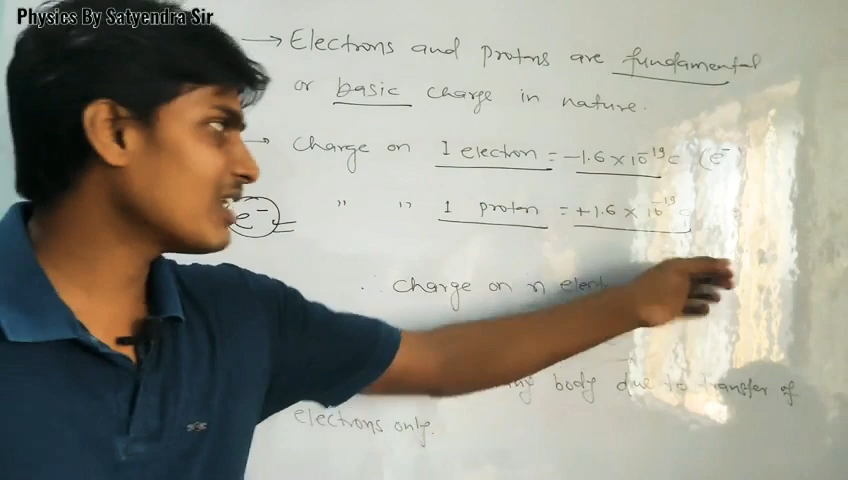 Physics By Satyendra Sir
→ Electrons and protons are fundamental
or basic charge in nature.
→ Charge on 1 electron = -1.6 × 10⁻¹⁹ c (e⁻)
" " 1 proton = +1.6 × 10⁻¹⁹ c
e⁻
∴ Charge on n
body due to transfer of
electrons only.